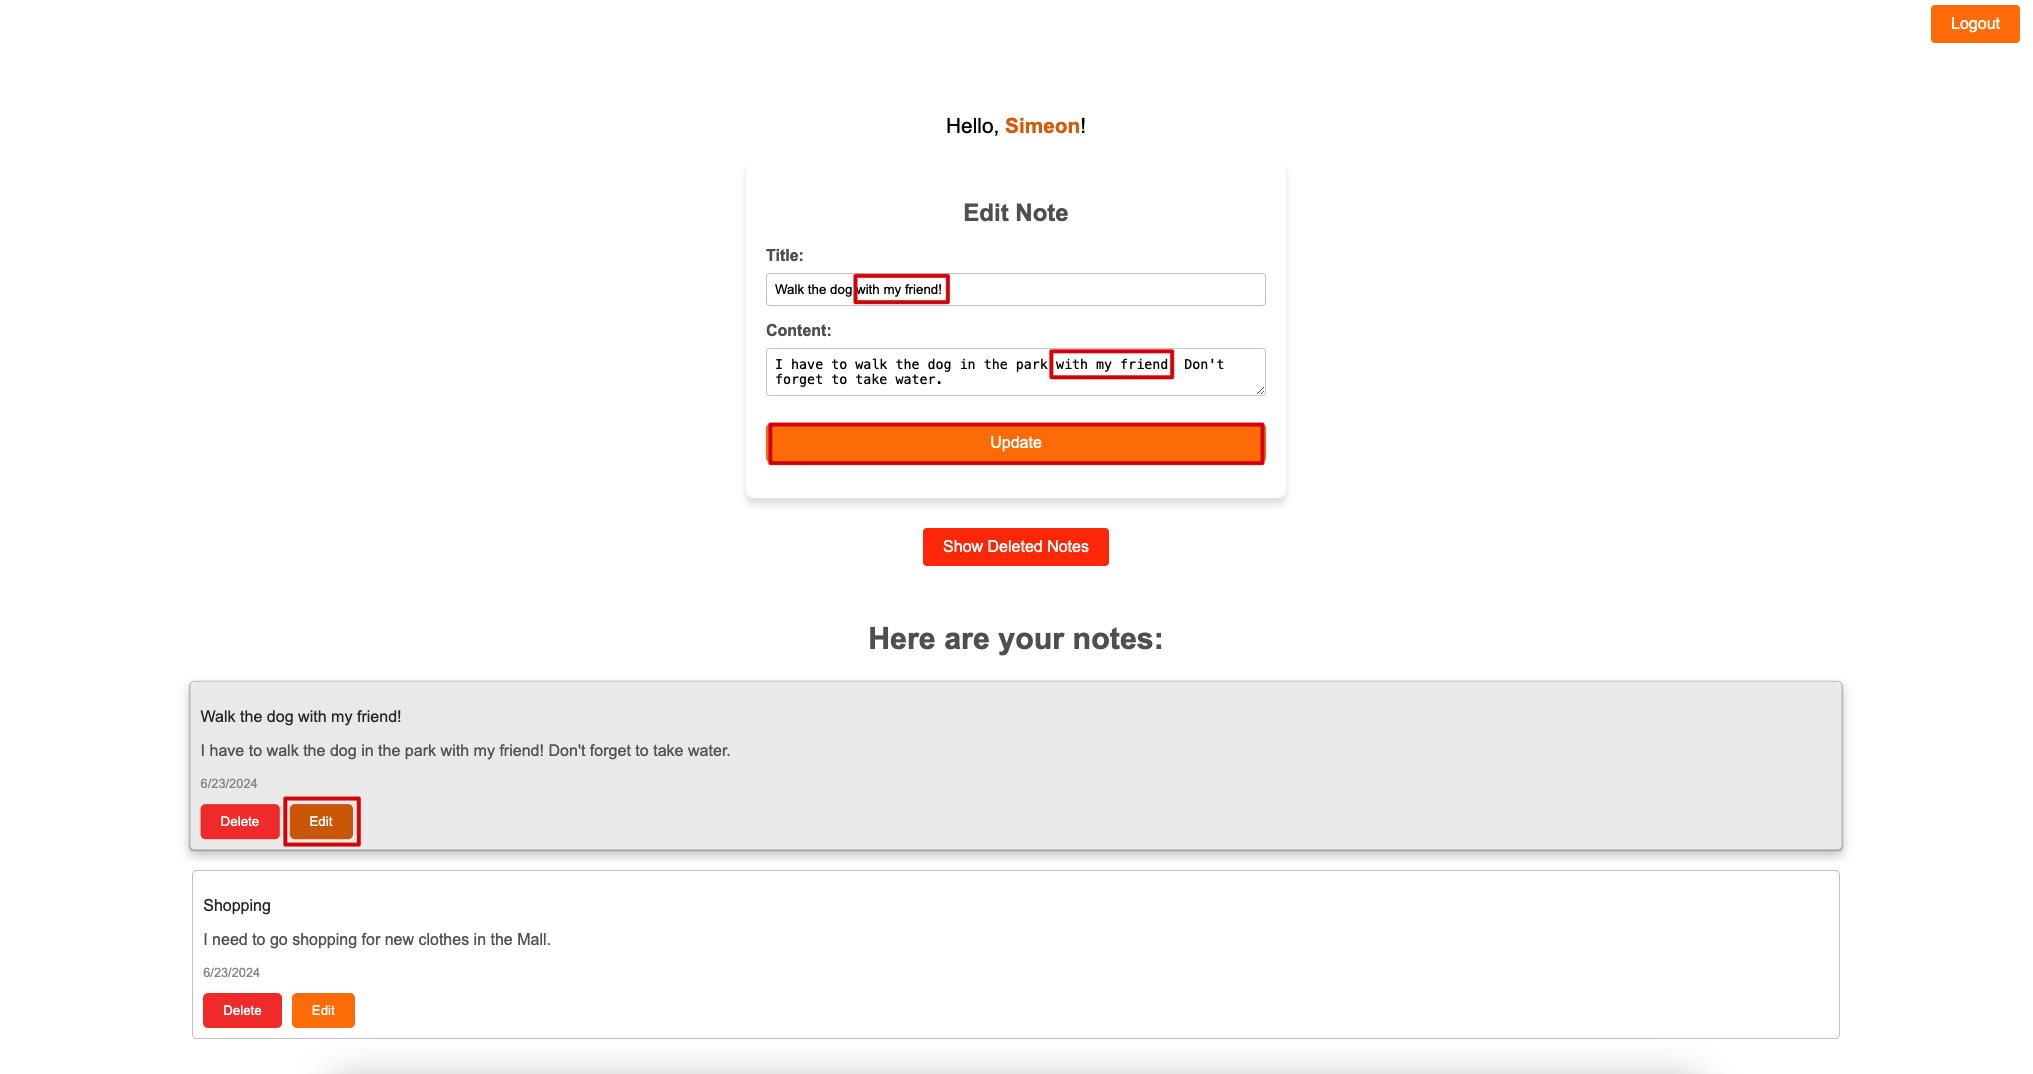 Logout
Hello, Simeon!
Edit Note
Title:
Walk the dog with my friend!
Content:
I have to walk the dog in the park with my friend Don't
forget to take water.
Update
Show Deleted Notes
Here are your notes:
Walk the dog with my friend!
I have to walk the dog in the park with my friend! Don't forget to take water.
6/23/2024
Delete Edit
Shopping
I need to go shopping for new clothes in the Mall.
6/23/2024
Delete Edit